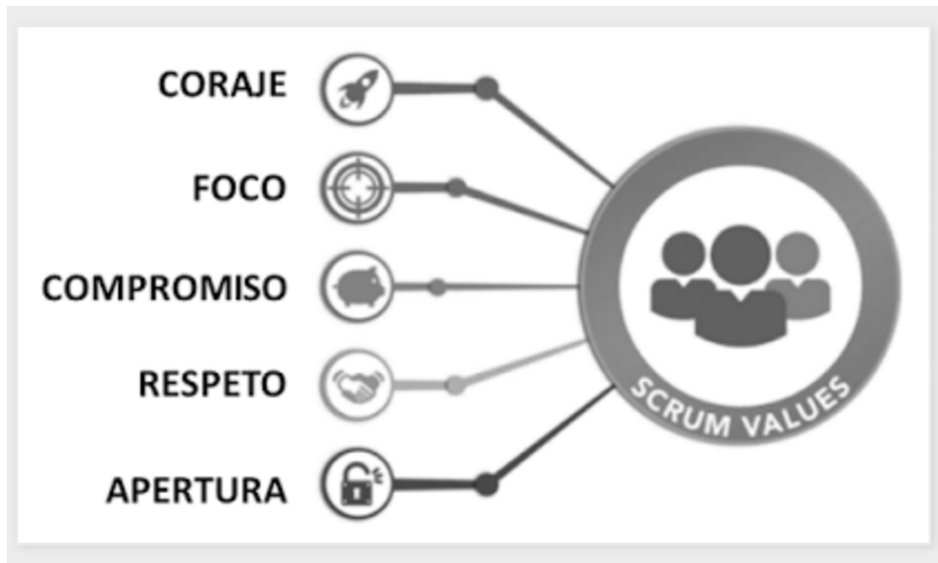 CORAJE
FOCO
COMPROMISO
RESPETO
APERTURA
SCRUM VALUES